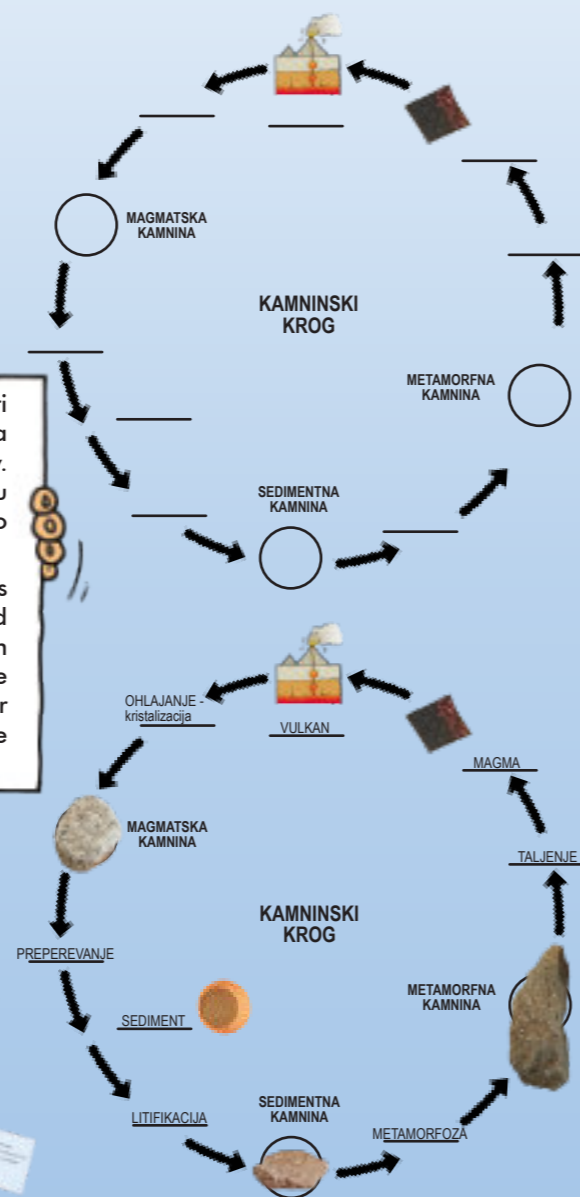 MAGMATSKA
KAMNINA
KAMNINSKI
KROG
METAMORFNA
KAMNINA
SEDIMENTNA
KAMNINA
ri
a
v.
u
o
s
d
n
e
r
e
OHLAJANJE -
kristalizacija
VULKAN
MAGMA
MAGMATSKA
KAMNINA
TALJENJE
KAMNINSKI
KROG
PREPEREVANJE
METAMORFNA
KAMNINA
SEDIMENT
LITIFIKACIJA
SEDIMENTNA
KAMNINA
METAMORFOZA